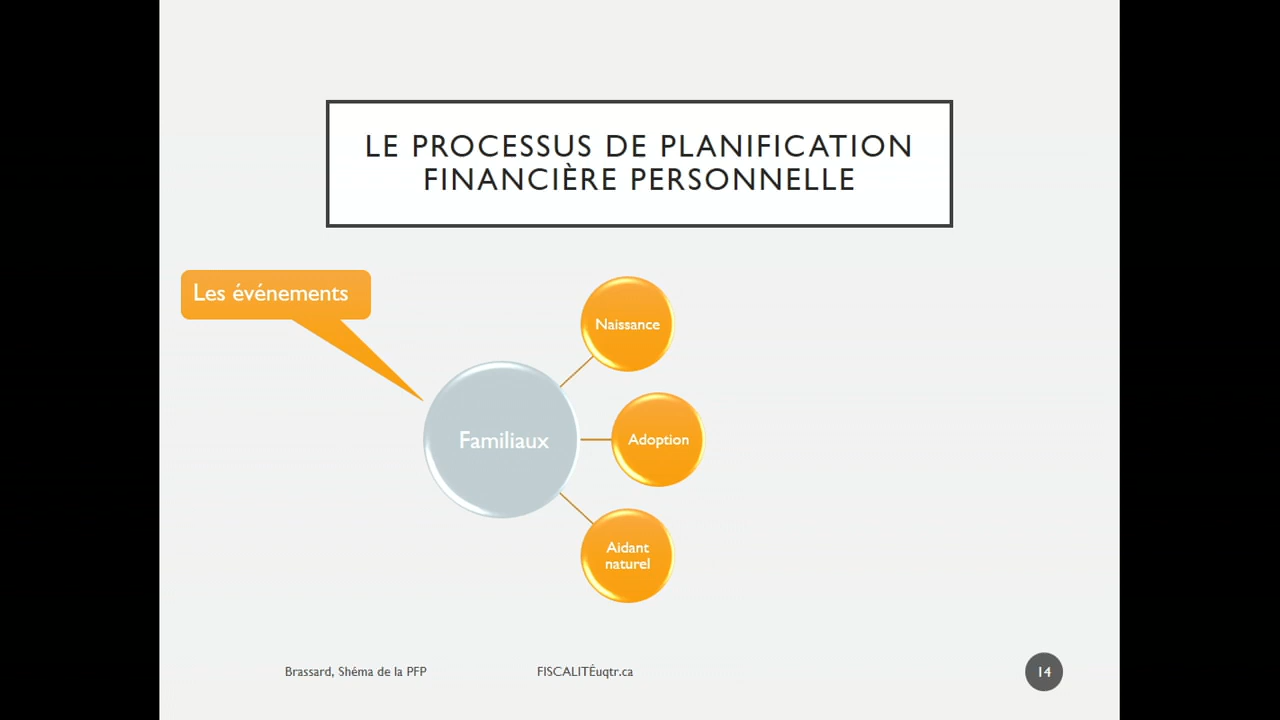 LE PROCESSUS DE PLANIFICATION
FINANCIÈRE PERSONNELLE
Les événements
Naissance
Familiaux
Adoption
Aidant
naturel
Brassard, Shéma de la PFP
FISCALITÉuqtr.ca
14